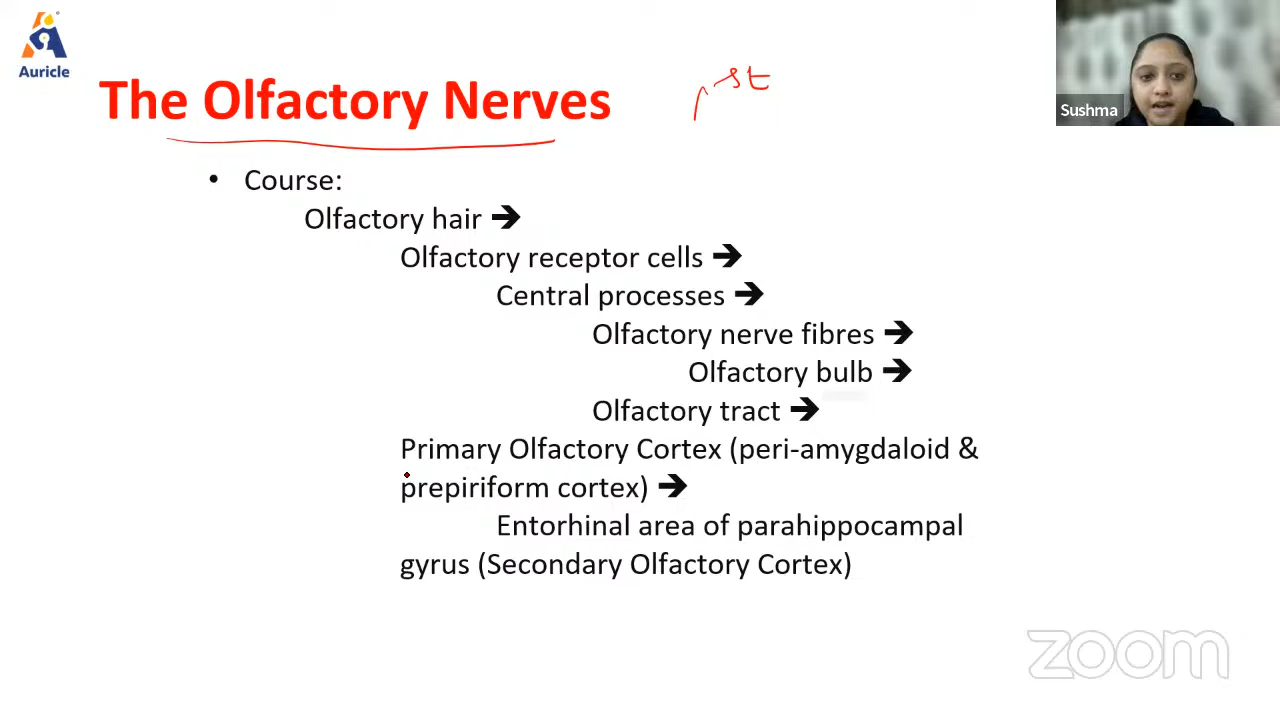 Auricle
The Olfactory Nerves
1st
Sushma
• Course:
Olfactory hair ➔
Olfactory receptor cells ➔
Central processes ➔
Olfactory nerve fibres ➔
Olfactory bulb ➔
Olfactory tract ➔
Primary Olfactory Cortex (peri-amygdaloid &
prepiriform cortex) ➔
Entorhinal area of parahippocampal
gyrus (Secondary Olfactory Cortex)
zoom